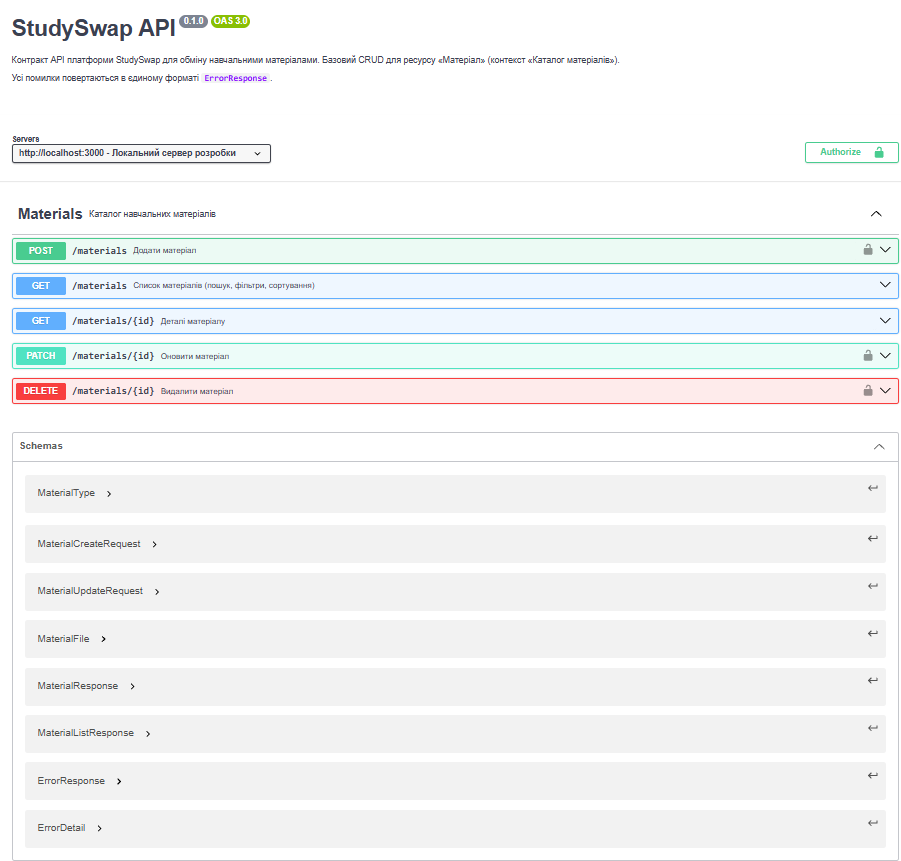 StudySwap API 0.1.0 OAS 3.0
Контракт API платформи StudySwap для обміну навчальними матеріалами. Базовий CRUD для ресурсу «Матеріал» (контекст «Каталог матеріалів»).
Усі помилки повертаються в єдиному форматі ErrorResponse .
Servers
http://localhost:3000 - Локальний сервер розробки
Authorize
Materials Каталог навчальних матеріалів
POST /materials Додати матеріал
GET /materials Список матеріалів (пошук, фільтри, сортування)
GET /materials/{id} Деталі матеріалу
PATCH /materials/{id} Оновити матеріал
DELETE /materials/{id} Видалити матеріал
Schemas
MaterialType
MaterialCreateRequest
MaterialUpdateRequest
MaterialFile
MaterialResponse
MaterialListResponse
ErrorResponse
ErrorDetail